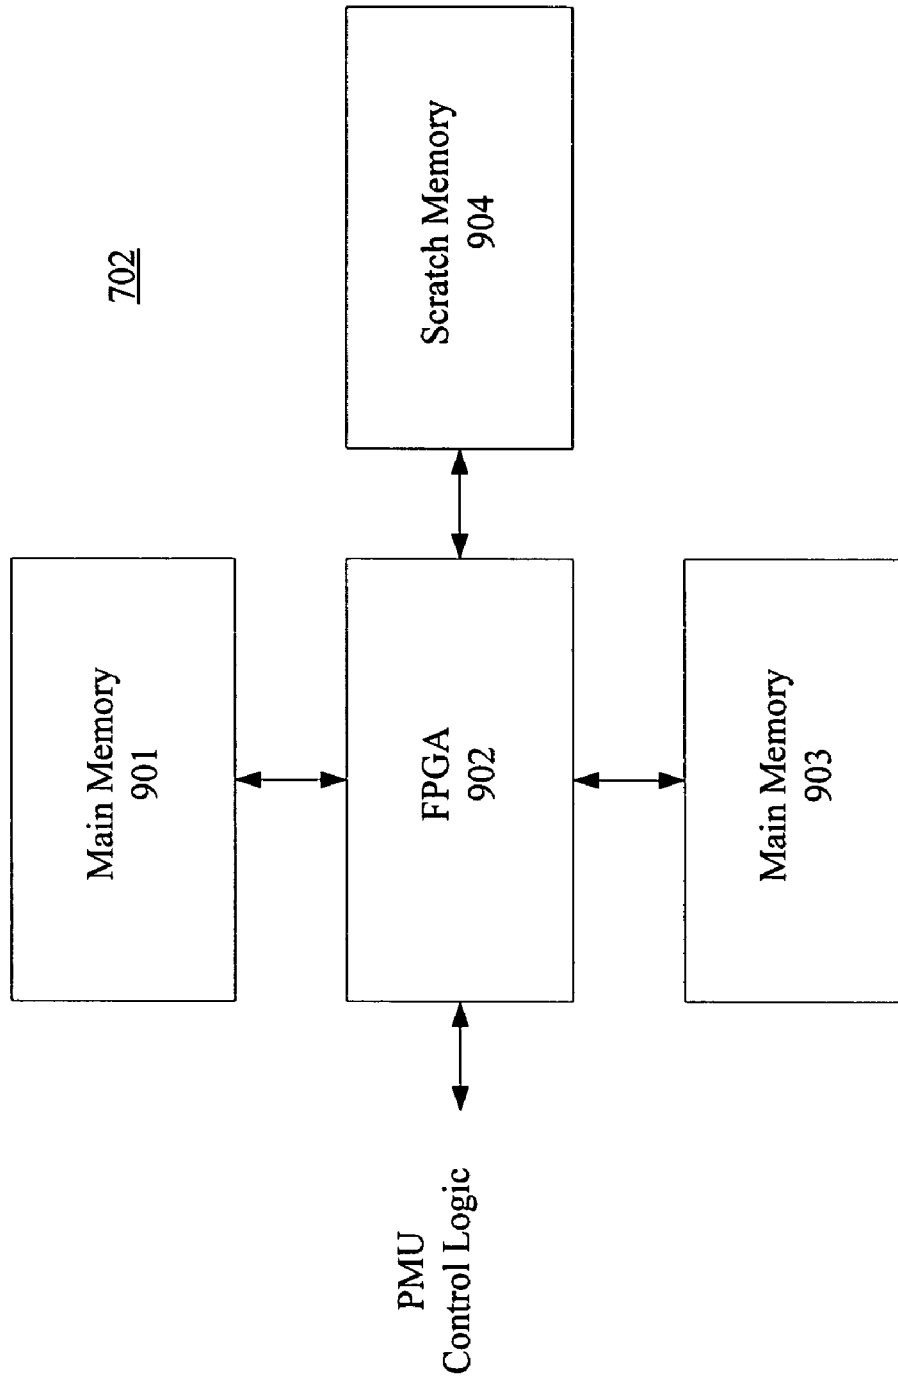 702
Main Memory
901
PMU
Control Logic
FPGA
902
Scratch Memory
904
Main Memory
903